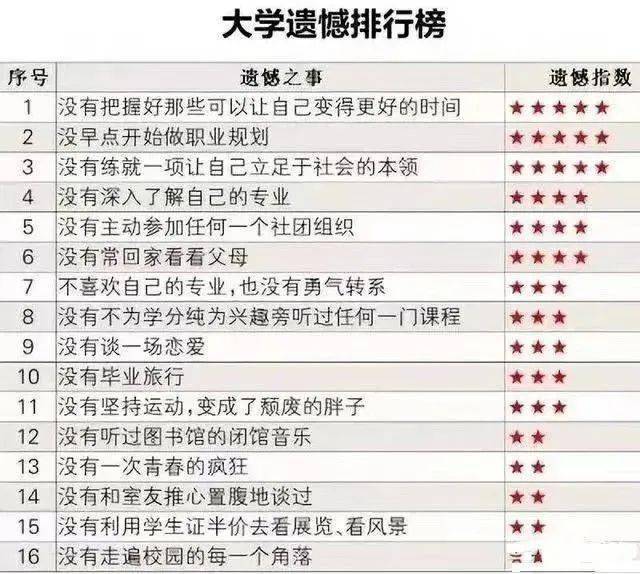 大学遗憾排行榜
序号 遗憾之事 遗憾指数
1 没有把握好那些可以让自己变得更好的时间 ★★★★★
2 没早点开始做职业规划 ★★★★★
3 没有练就一项让自己立足于社会的本领 ★★★★★
4 没有深入了解自己的专业 ★★★★
5 没有主动参加任何一个社团组织 ★★★★
6 没有常回家看看父母 ★★★★
7 不喜欢自己的专业,也没有勇气转系 ★★★
8 没有不为学分纯为兴趣旁听过任何一门课程 ★★★
9 没有谈一场恋爱 ★★★
10 没有毕业旅行 ★★★
11 没有坚持运动,变成了颓废的胖子 ★★★
12 没有听过图书馆的闭馆音乐 ★★
13 没有一次青春的疯狂 ★★
14 没有和室友推心置腹地谈过 ★★
15 没有利用学生证半价去看展览、看风景 ★★
16 没有走遍校园的每一个角落 ★★